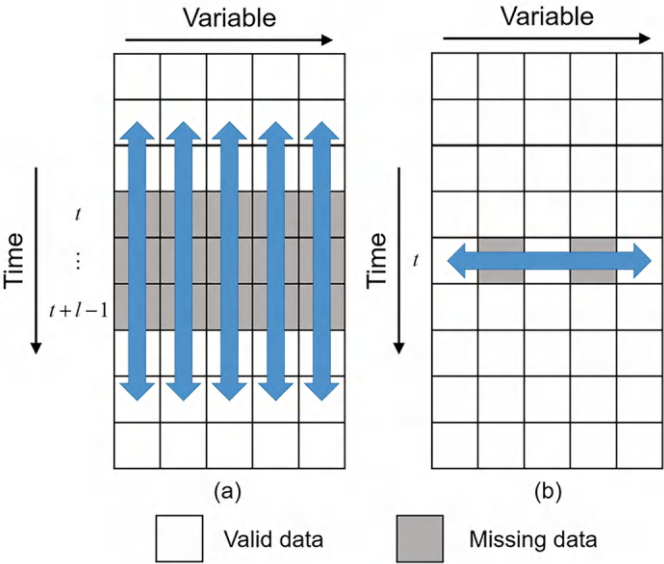 Variable
Variable
Time
t
⋮
t+l−1
Time
t
(a)
(b)
Valid data
Missing data